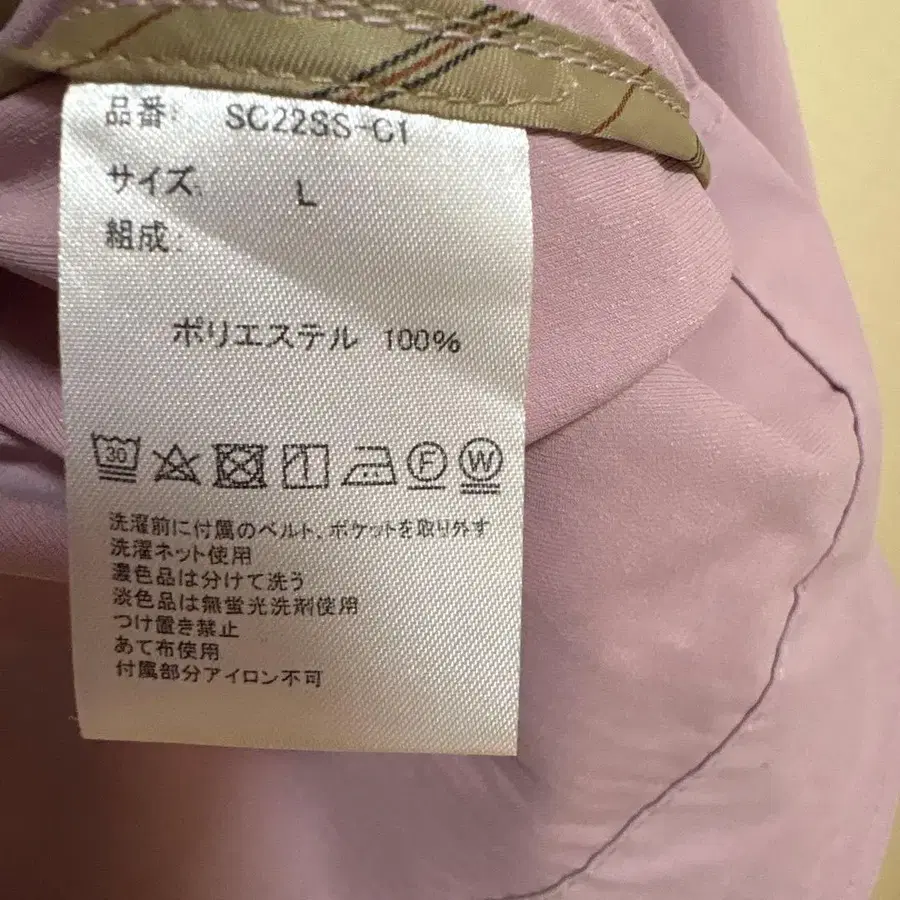 品番: SC22SS-C1
サイズ: L
組成:
ポリエステル 100%
30 F W
洗濯前に付属のベルト、ポケットを取り外す
洗濯ネット使用
濃色品は分けて洗う
淡色品は無蛍光洗剤使用
つけ置き禁止
あて布使用
付属部分アイロン不可